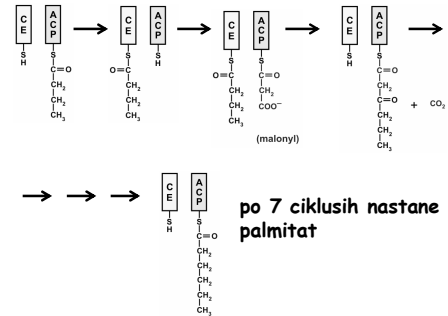 C E
A C P
C E
A C P
C E
A C P
C E
A C P
S
H
S
C=O
CH₂
CH₂
CH₃
S
O=C
CH₂
CH₂
CH₃
S
H
S
O=C
CH₂
CH₂
CH₃
S
C=O
CH₂
COO⁻
(malonyl)
S
H
S
C=O
CH₂
C=O
CH₂
CH₂
CH₃
+ CO₂
C E
A C P
S
H
S
C=O
CH₂
CH₂
CH₂
CH₂
CH₃
po 7 ciklusih nastane
palmitat